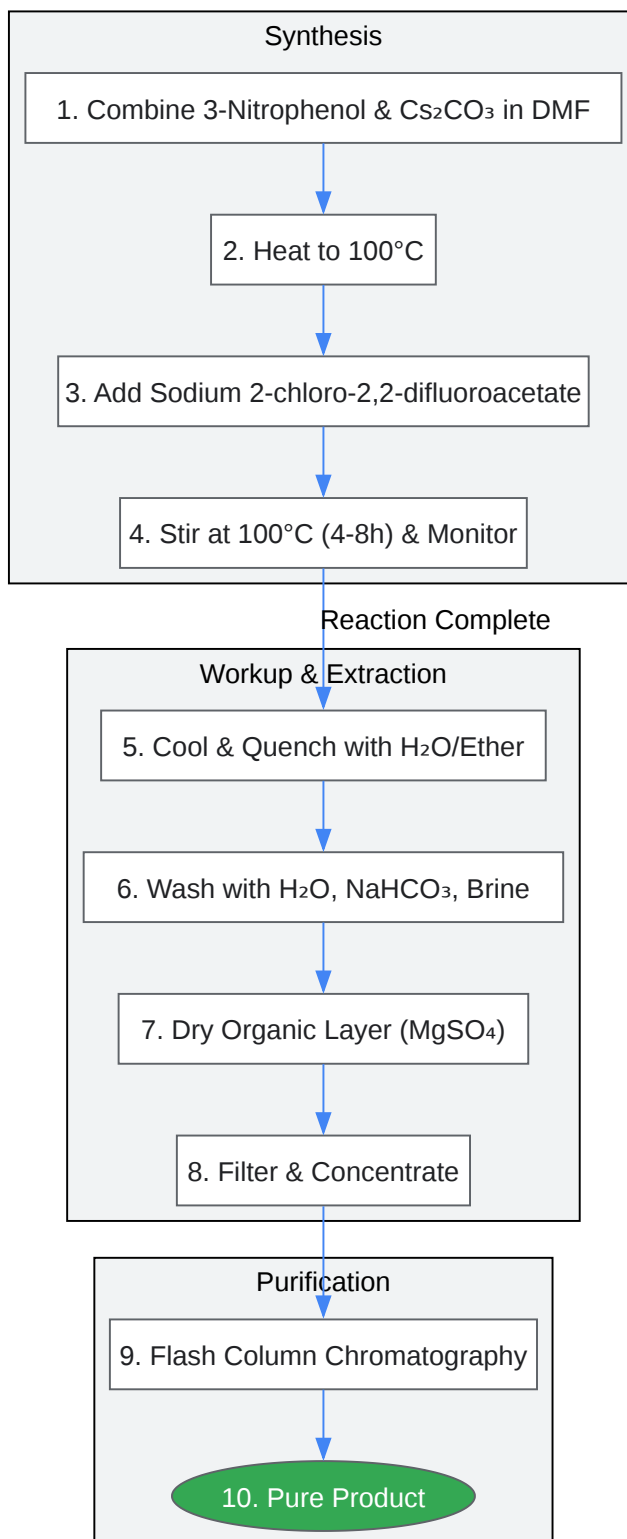 Synthesis
1. Combine 3-Nitrophenol & Cs₂CO₃ in DMF
2. Heat to 100°C
3. Add Sodium 2-chloro-2,2-difluoroacetate
4. Stir at 100°C (4-8h) & Monitor
Reaction Complete
Workup & Extraction
5. Cool & Quench with H₂O/Ether
6. Wash with H₂O, NaHCO₃, Brine
7. Dry Organic Layer (MgSO₄)
8. Filter & Concentrate
Purification
9. Flash Column Chromatography
10. Pure Product